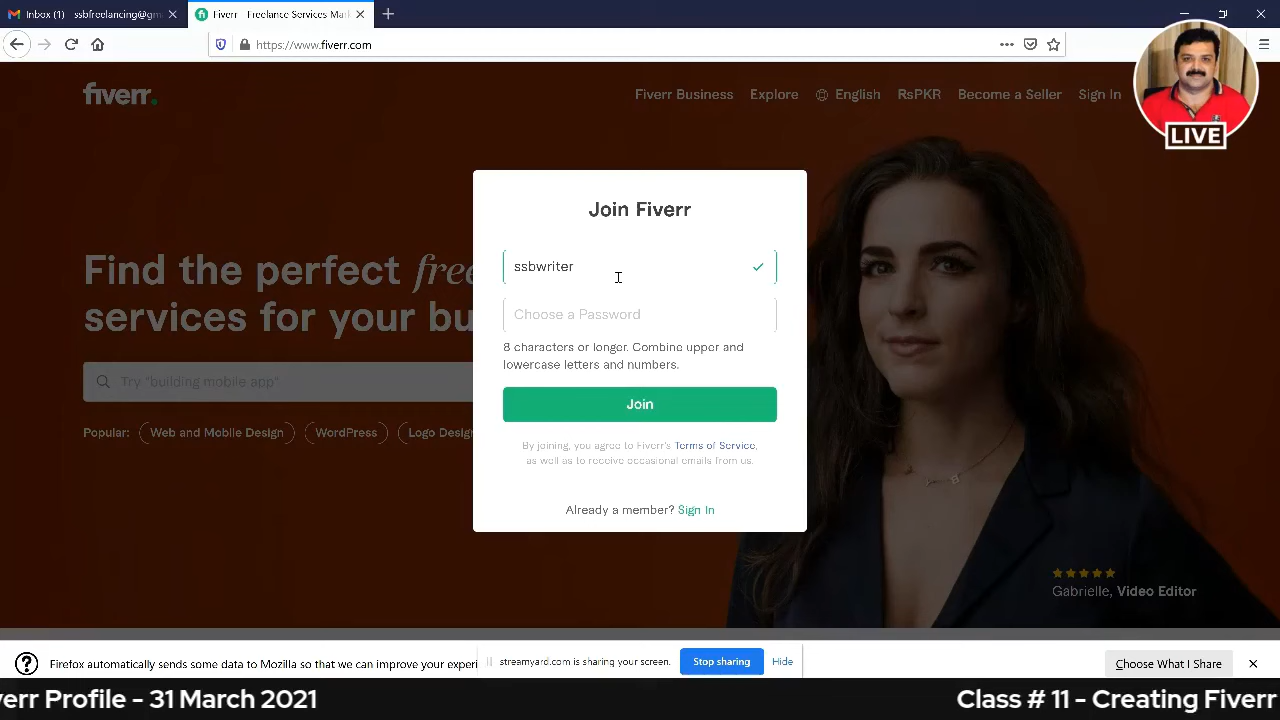 Inbox (1) - ssbfreelancing@gm
Fiverr - Freelance Services Mark
https://www.fiverr.com
fiverr.
Fiverr Business
Explore
English
RsPKR
Become a Seller
Sign In
LIVE
Join Fiverr
ssbwriter
Choose a Password
8 characters or longer. Combine upper and
lowercase letters and numbers.
Join
By joining, you agree to Fiverr's Terms of Service,
as well as to receive occasional emails from us.
Already a member? Sign In
Find the perfect free
services for your bu
Try "building mobile app"
Popular:
Web and Mobile Design
WordPress
Logo Design
★★★★★
Gabrielle, Video Editor
Firefox automatically sends some data to Mozilla so that we can improve your experi
streamyard.com is sharing your screen.
Stop sharing
Hide
Choose What I Share
verr Profile - 31 March 2021
Class # 11 - Creating Fiverr